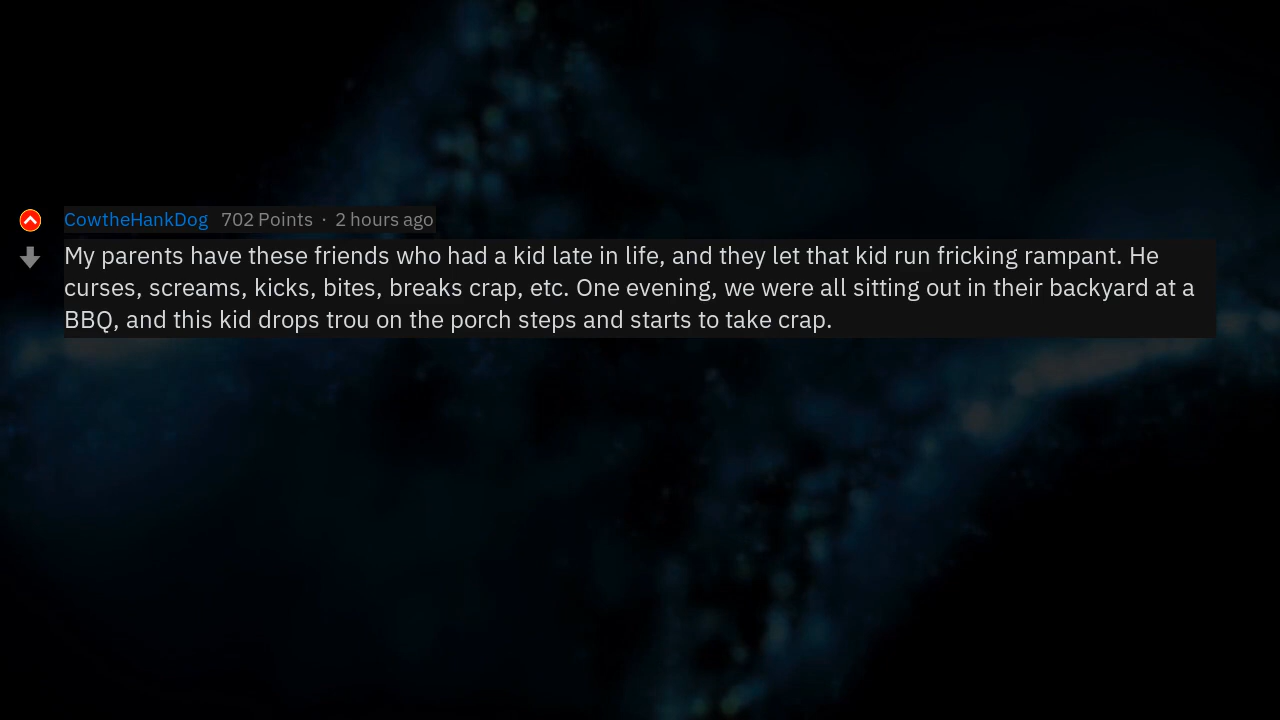 CowtheHankDog 702 Points · 2 hours ago
My parents have these friends who had a kid late in life, and they let that kid run fricking rampant. He
curses, screams, kicks, bites, breaks crap, etc. One evening, we were all sitting out in their backyard at a
BBQ, and this kid drops trou on the porch steps and starts to take crap.